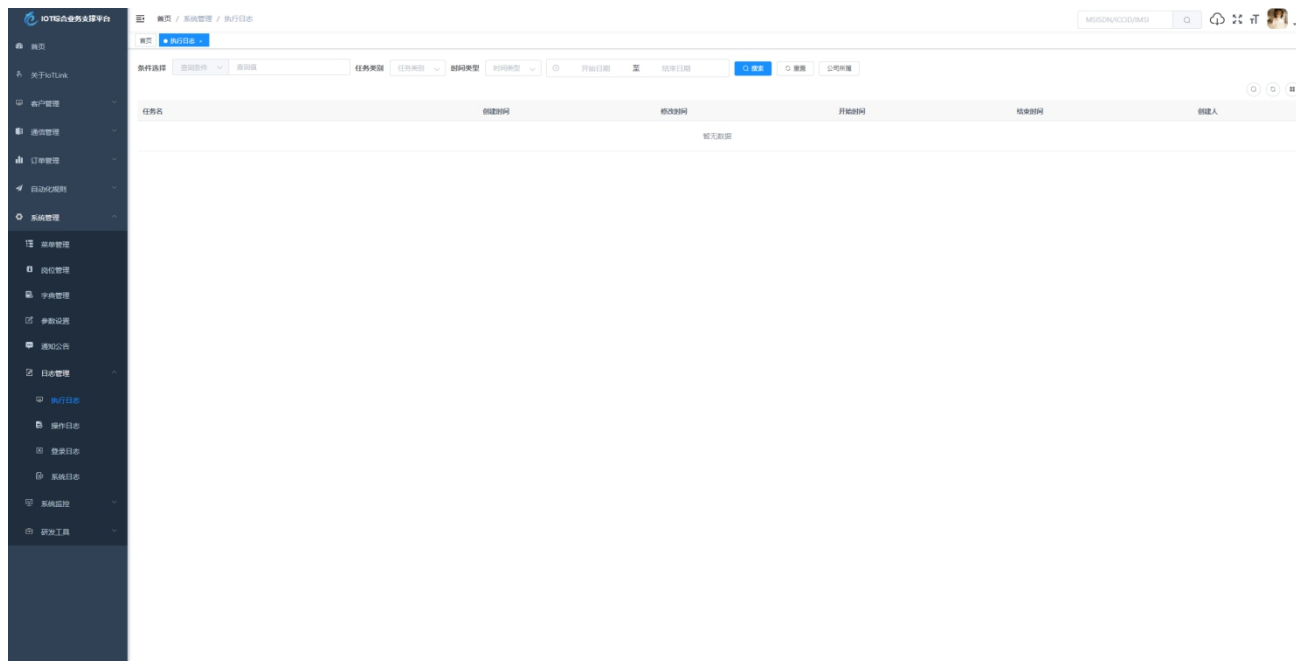 IOT综合业务支撑平台
首页 / 系统管理 / 执行日志
MSISDN/ICCID/IMSI
首页
执行日志 ×
首页
关于IoTLink
客户管理
通信管理
订单管理
自动化规则
系统管理
菜单管理
岗位管理
字典管理
参数设置
通知公告
日志管理
执行日志
操作日志
登录日志
系统日志
系统监控
研发工具
条件选择 查询条件 查询值 任务类别 任务类别 时间类型 时间类型 开始日期 至 结束日期 搜索 重置 公司所属
任务名 创建时间 修改时间 开始时间 结束时间 创建人
暂无数据